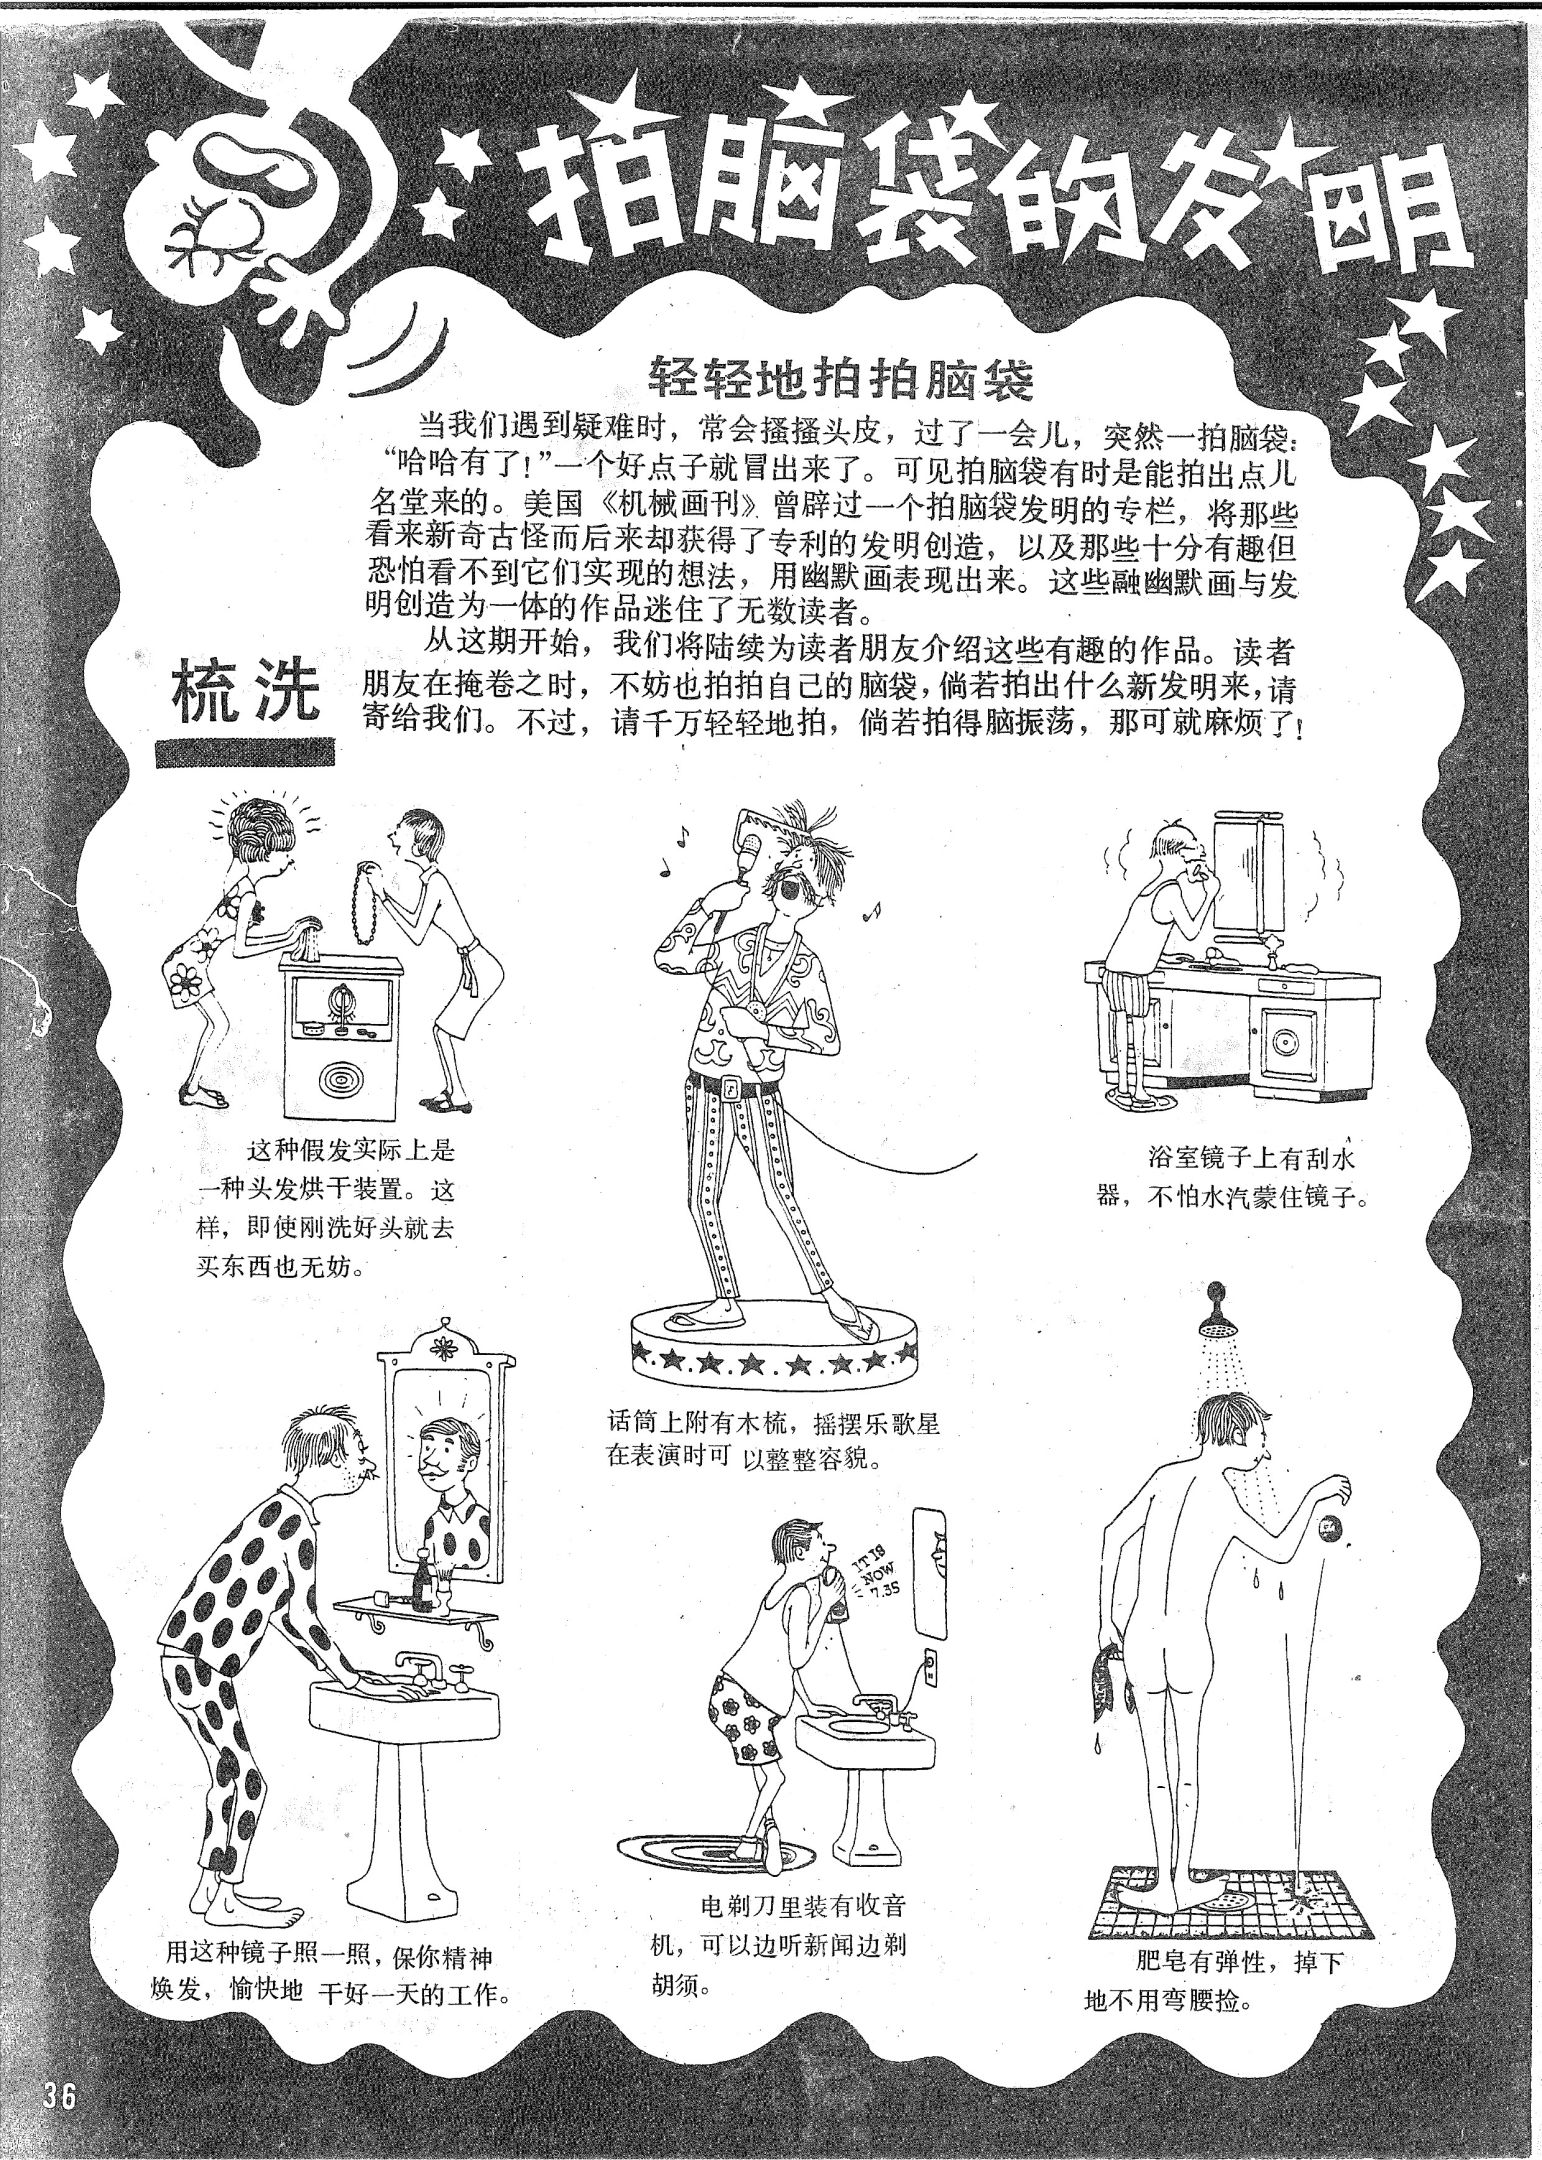 拍脑袋的发明
轻轻地拍拍脑袋
当我们遇到疑难时，常会搔搔头皮，过了一会儿，突然一拍脑袋：
“哈哈有了！”一个好点子就冒出来了。可见拍脑袋有时是能拍出点儿
名堂来的。美国《机械画刊》曾辟过一个拍脑袋发明的专栏，将那些
看来新奇古怪而后来却获得了专利的发明创造，以及那些十分有趣但
恐怕看不到它们实现的想法，用幽默画表现出来。这些融幽默画与发
明创造为一体的作品迷住了无数读者。
从这期开始，我们将陆续为读者朋友介绍这些有趣的作品。读者
朋友在掩卷之时，不妨也拍拍自己的脑袋，倘若拍出什么新发明来，请
寄给我们。不过，请千万轻轻地拍，倘若拍得脑振荡，那可就麻烦了！
梳洗
这种假发实际上是
一种头发烘干装置。这
样，即使刚洗好头就去
买东西也无妨。
话筒上附有木梳，摇摆乐歌星
在表演时可以整整容貌。
浴室镜子上有刮水
器，不怕水汽蒙住镜子。
用这种镜子照一照，保你精神
焕发，愉快地干好一天的工作。
IT IS
NOW
7.35
电剃刀里装有收音
机，可以边听新闻边剃
胡须。
肥皂有弹性，掉下
地不用弯腰捡。
36